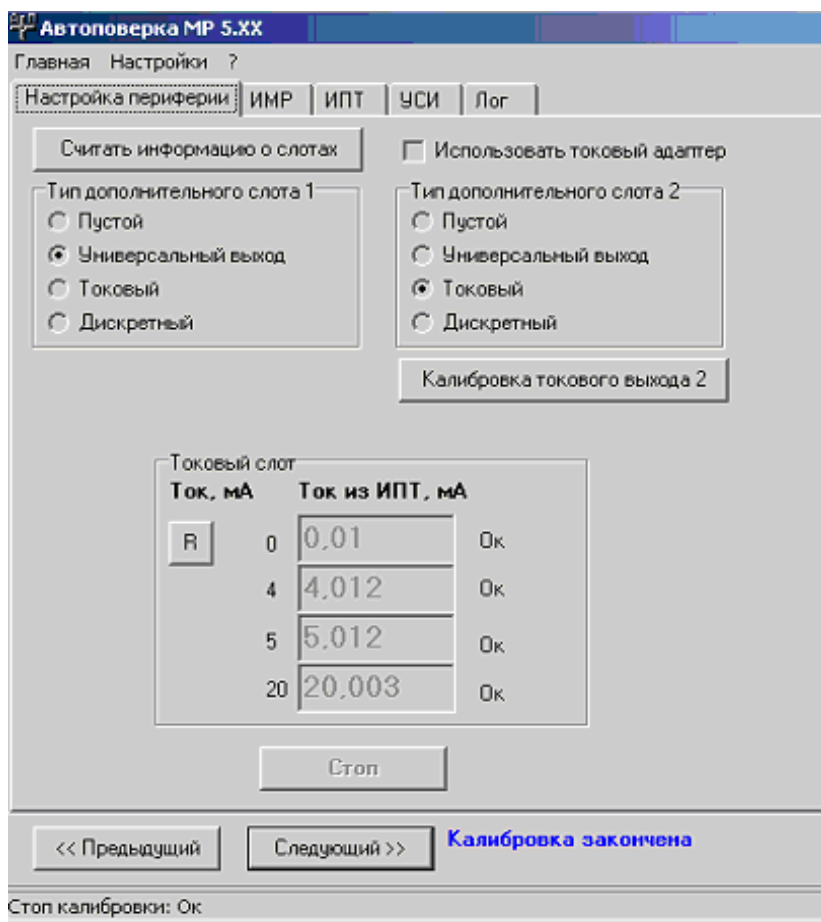 Автоповерка МР 5.XX
Главная Настройки ?
Настройка периферии ИМР ИПТ УСИ Лог
Считать информацию о слотах
Использовать токовый адаптер
Тип дополнительного слота 1
Пустой
Универсальный выход
Токовый
Дискретный
Тип дополнительного слота 2
Пустой
Универсальный выход
Токовый
Дискретный
Калибровка токового выхода 2
Токовый слот
Ток, мА Ток из ИПТ, мА
R 0 0,01 Ок
4 4,012 Ок
5 5,012 Ок
20 20,003 Ок
Стоп
<< Предыдущий Следующий >> Калибровка закончена
Стоп калибровки: Ок